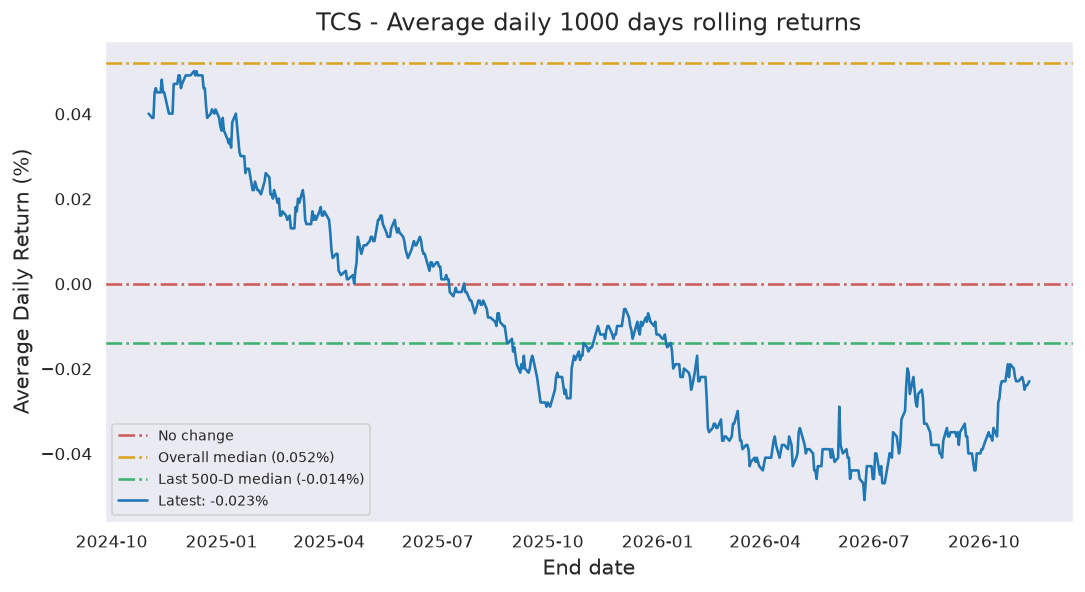 TCS - Average daily 1000 days rolling returns
Average Daily Return (%)
0.04
0.02
0.00
−0.02
−0.04
No change
Overall median (0.052%)
Last 500-D median (-0.014%)
Latest: -0.023%
2024-10 2025-01 2025-04 2025-07 2025-10 2026-01 2026-04 2026-07 2026-10
End date